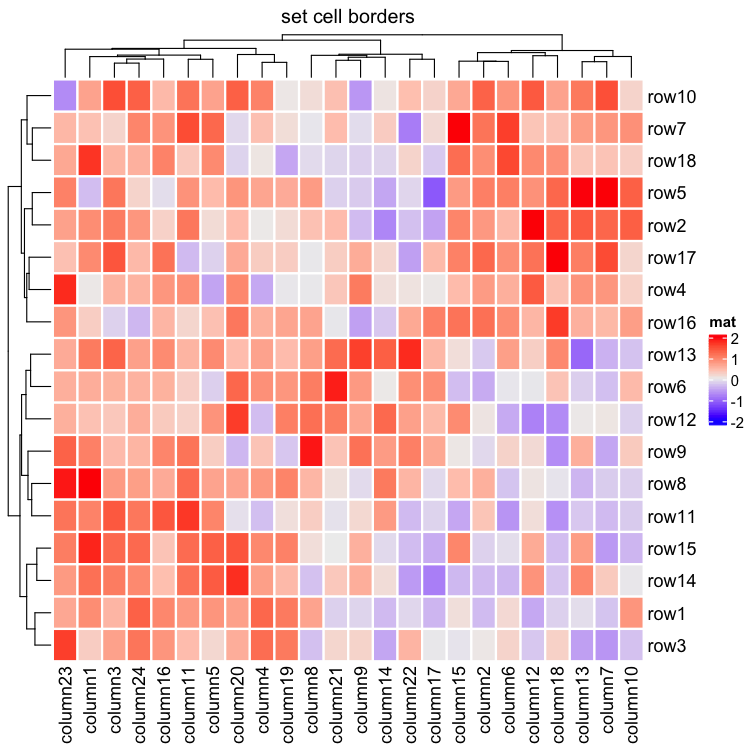 set cell borders
row10
row7
row18
row5
row2
row17
row4
row16
row13
row6
row12
row9
row8
row11
row15
row14
row1
row3
mat
2
1
0
-1
-2
column23
column1
column3
column24
column16
column11
column5
column20
column4
column19
column8
column21
column9
column14
column22
column17
column15
column2
column6
column12
column18
column13
column7
column10